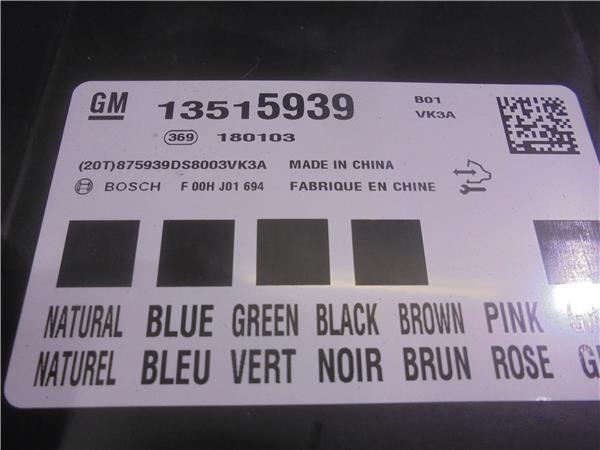 GM 13515939 B01
VK3A
369 180103
(20T)875939DS8003VK3A MADE IN CHINA
BOSCH F 00H J01 694 FABRIQUE EN CHINE
NATURAL BLUE GREEN BLACK BROWN PINK
NATUREL BLEU VERT NOIR BRUN ROSE